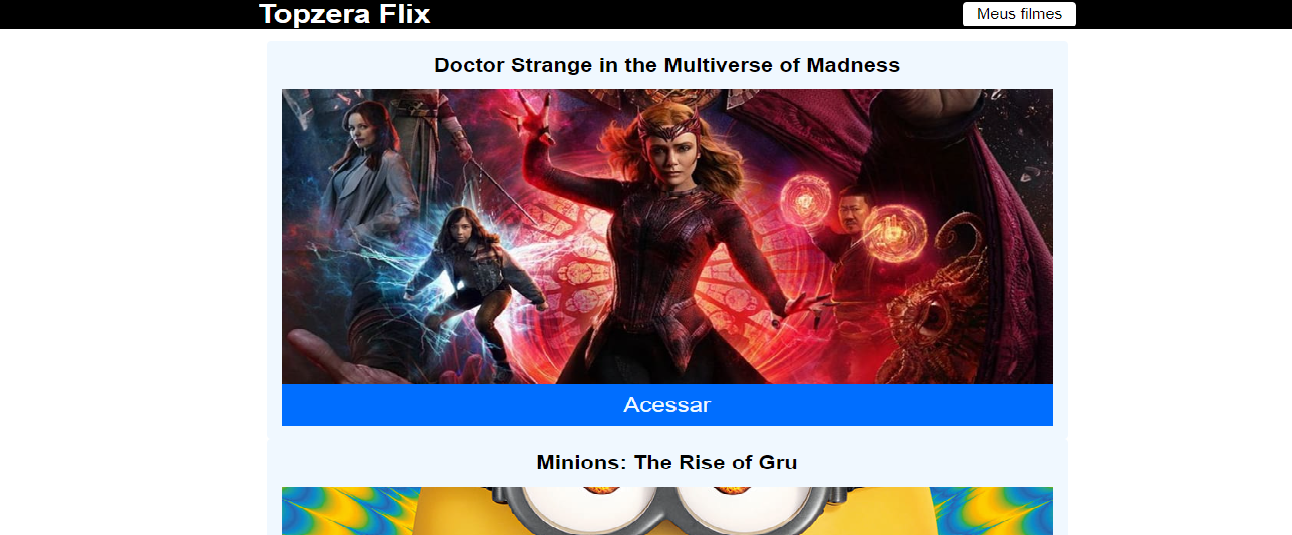 Topzera Flix
Meus filmes
Doctor Strange in the Multiverse of Madness
Acessar
Minions: The Rise of Gru